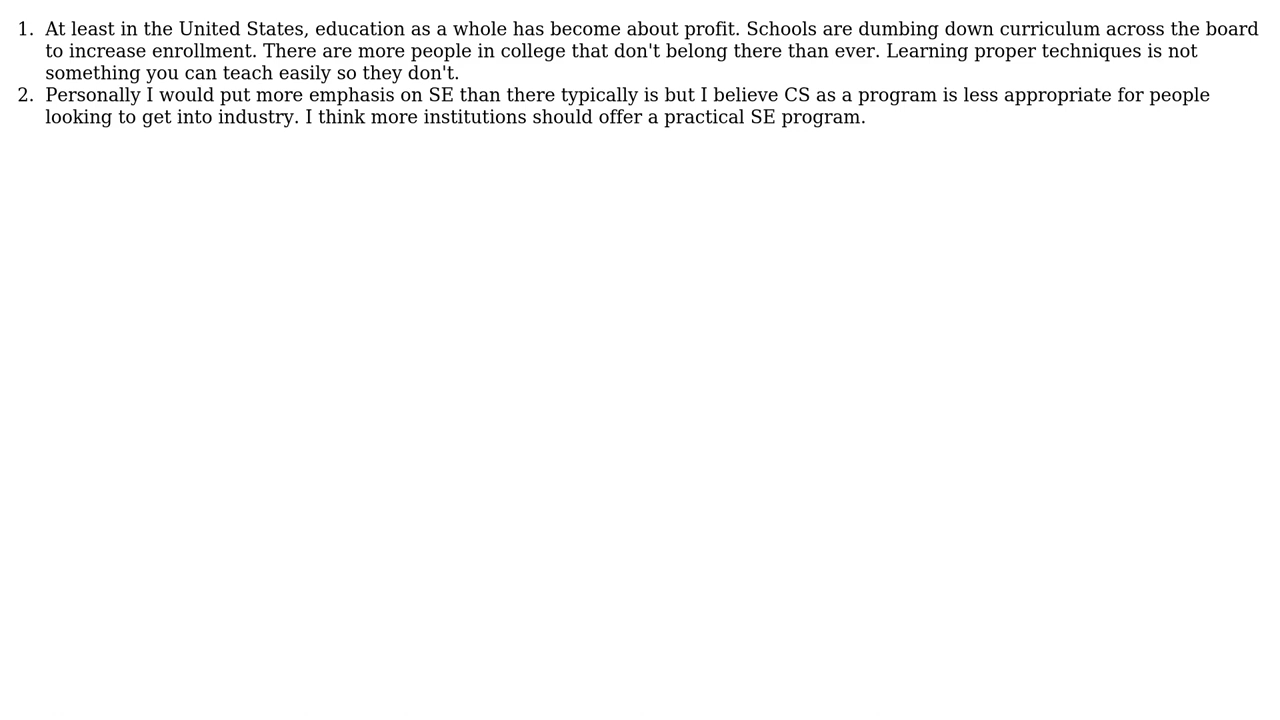 1. At least in the United States, education as a whole has become about profit. Schools are dumbing down curriculum across the board
to increase enrollment. There are more people in college that don't belong there than ever. Learning proper techniques is not
something you can teach easily so they don't.
2. Personally I would put more emphasis on SE than there typically is but I believe CS as a program is less appropriate for people
looking to get into industry. I think more institutions should offer a practical SE program.